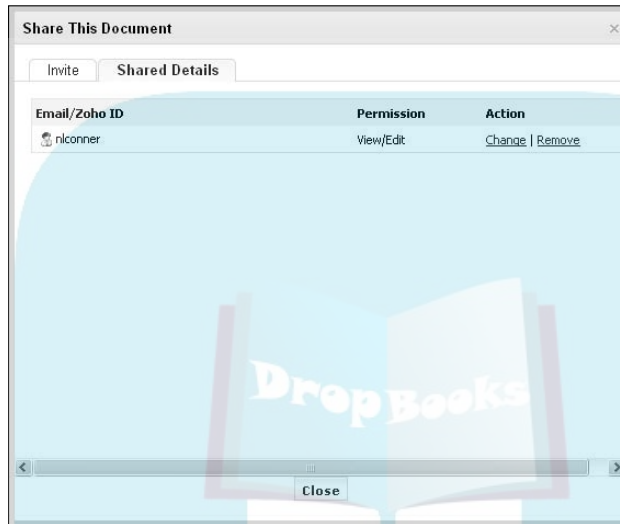 Share This Document
Invite Shared Details
Email/Zoho ID Permission Action
nlconner View/Edit Change | Remove
DropBooks
Close